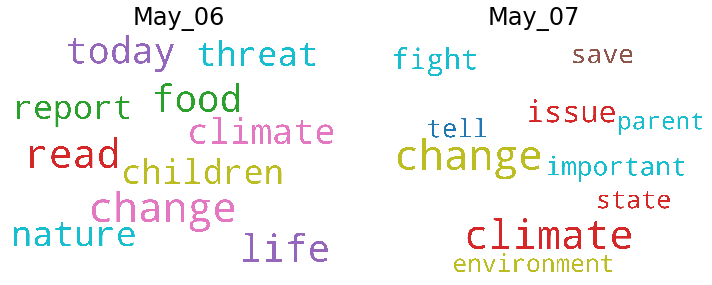 May_06
today
threat
report
food
climate
read
children
change
nature
life
May_07
fight
save
issue
parent
tell
change
important
state
climate
environment